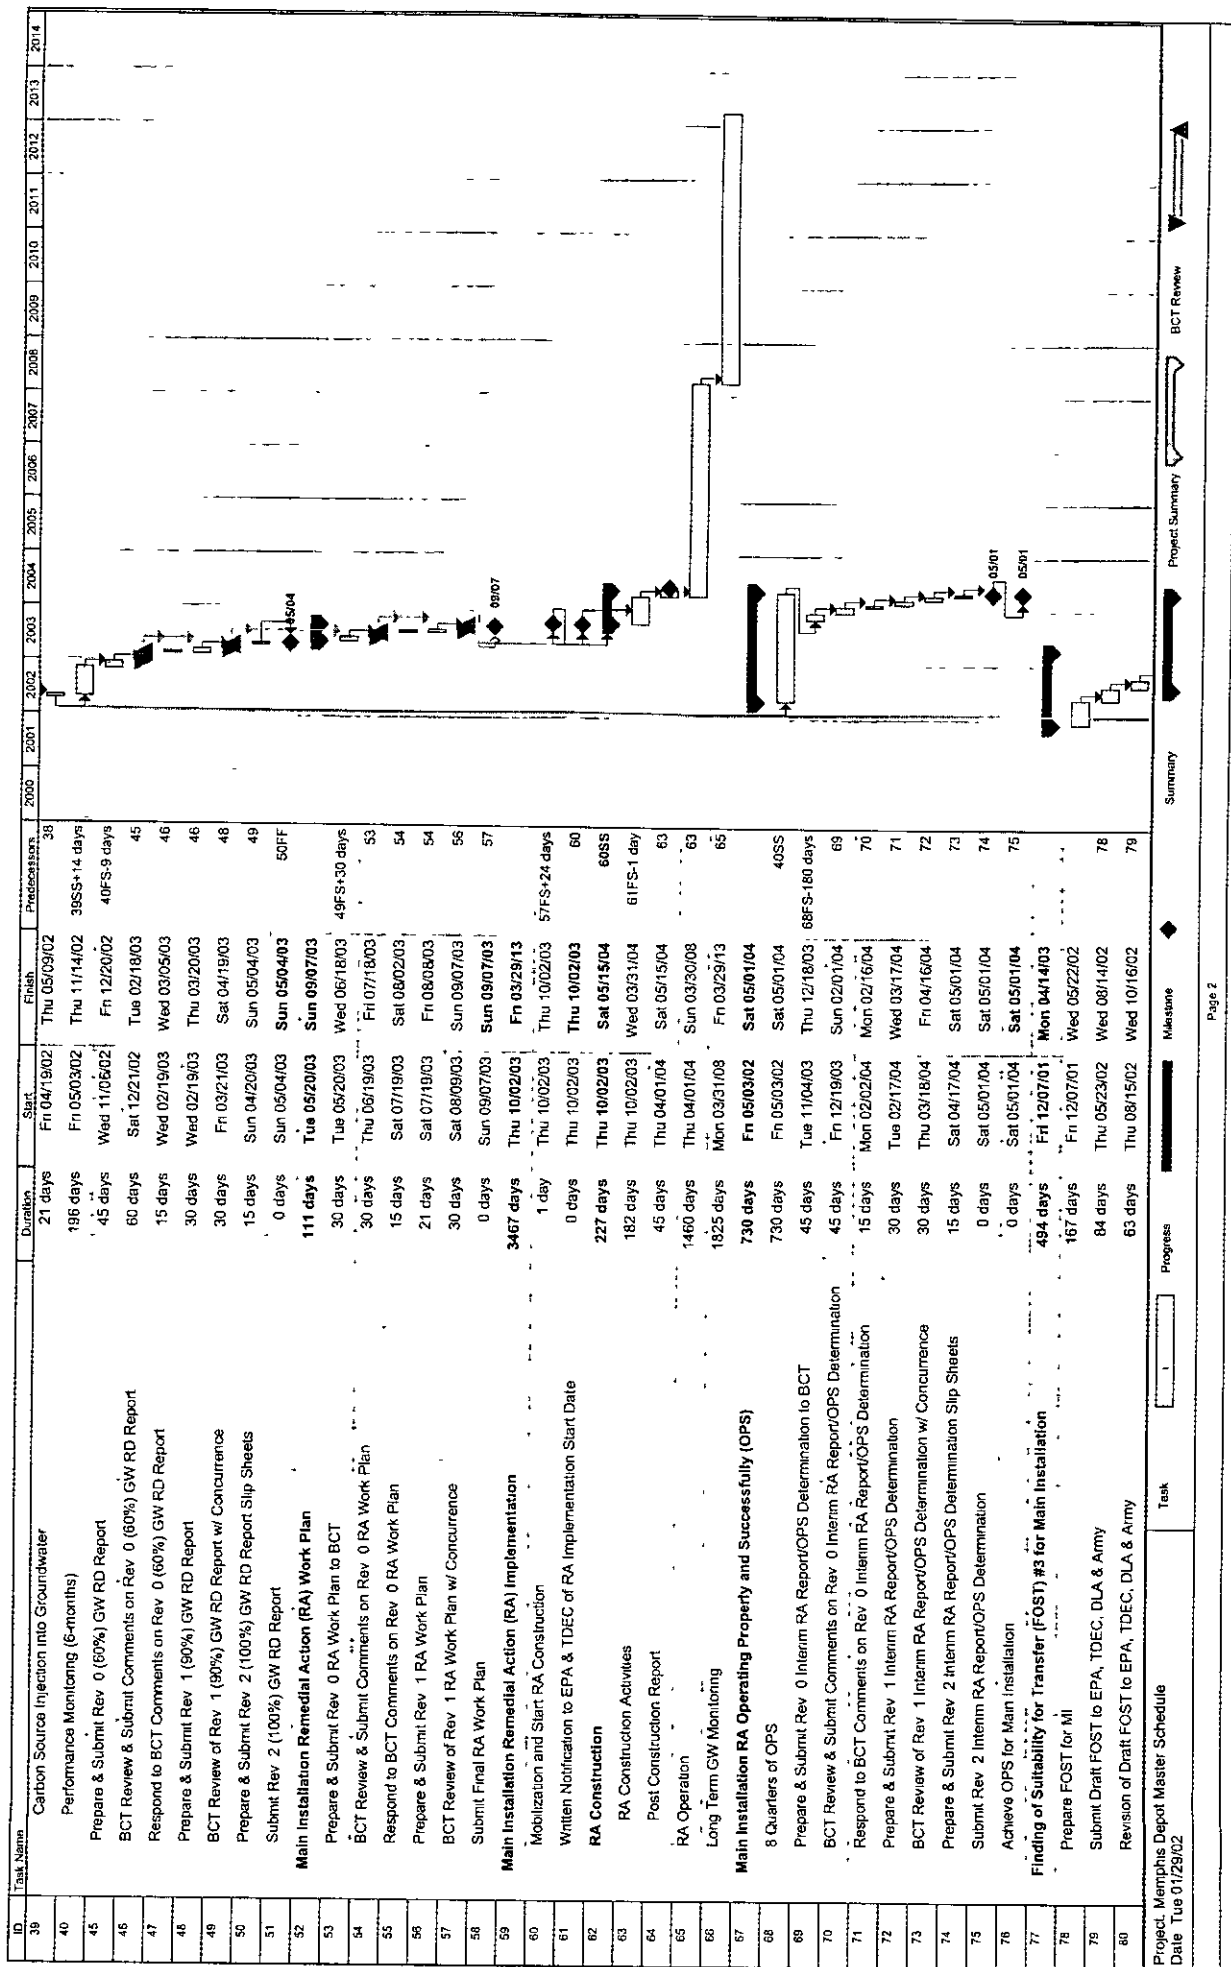 ID Task Name Duration Start Finish Predecessors 2000 2001 2002 2003 2004 2005 2006 2007 2008 2009 2010 2011 2012 2013 2014
39 Carbon Source Injection into Groundwater 21 days Fri 04/19/02 Thu 05/09/02 38
40 Performance Monitoring (6-months) 196 days Fri 05/03/02 Thu 11/14/02 39SS+14 days
45 Prepare & Submit Rev 0 (60%) GW RD Report 45 days Wed 11/06/02 Fri 12/20/02 40FS-9 days
46 BCT Review & Submit Comments on Rev 0 (60%) GW RD Report 60 days Sat 12/21/02 Tue 02/18/03 45
47 Respond to BCT Comments on Rev 0 (60%) GW RD Report 15 days Wed 02/19/03 Wed 03/05/03 46
48 Prepare & Submit Rev 1 (90%) GW RD Report 30 days Wed 02/19/03 Thu 03/20/03 46
49 BCT Review of Rev 1 (90%) GW RD Report w/ Concurrence 30 days Fri 03/21/03 Sat 04/19/03 48
50 Prepare & Submit Rev 2 (100%) GW RD Report Slip Sheets 15 days Sun 04/20/03 Sun 05/04/03 49
51 Submit Rev 2 (100%) GW RD Report 0 days Sun 05/04/03 Sun 05/04/03 50FF 05/04
52 Main Installation Remedial Action (RA) Work Plan 111 days Tue 05/20/03 Sun 09/07/03
53 Prepare & Submit Rev 0 RA Work Plan to BCT 30 days Tue 05/20/03 Wed 06/18/03 49FS+30 days
54 BCT Review & Submit Comments on Rev 0 RA Work Plan 30 days Thu 06/19/03 Fri 07/18/03 53
55 Respond to BCT Comments on Rev 0 RA Work Plan 15 days Sat 07/19/03 Sat 08/02/03 54
56 Prepare & Submit Rev 1 RA Work Plan 21 days Sat 07/19/03 Fri 08/08/03 54
57 BCT Review of Rev 1 RA Work Plan w/ Concurrence 30 days Sat 08/09/03 Sun 09/07/03 56
58 Submit Final RA Work Plan 0 days Sun 09/07/03 Sun 09/07/03 57 09/07
59 Main Installation Remedial Action (RA) Implementation 3467 days Thu 10/02/03 Fri 03/29/13
60 Mobilization and Start RA Construction 1 day Thu 10/02/03 Thu 10/02/03 57FS+24 days
61 Written Notification to EPA & TDEC of RA Implementation Start Date 0 days Thu 10/02/03 Thu 10/02/03 60
62 RA Construction 227 days Thu 10/02/03 Sat 05/15/04 60SS
63 RA Construction Activities 182 days Thu 10/02/03 Wed 03/31/04 61FS-1 day
64 Post Construction Report 45 days Thu 04/01/04 Sat 05/15/04 63
65 RA Operation 1460 days Thu 04/01/04 Sun 03/30/08 63
66 Long Term GW Monitoring 1825 days Mon 03/31/08 Fri 03/29/13 65
67 Main Installation RA Operating Properly and Successfully (OPS) 730 days Fri 05/03/02 Sat 05/01/04
68 8 Quarters of OPS 730 days Fri 05/03/02 Sat 05/01/04 40SS
69 Prepare & Submit Rev 0 Interim RA Report/OPS Determination to BCT 45 days Tue 11/04/03 Thu 12/18/03 68FS-180 days
70 BCT Review & Submit Comments on Rev 0 Interim RA Report/OPS Determination 45 days Fri 12/19/03 Sun 02/01/04 69
71 Respond to BCT Comments on Rev 0 Interim RA Report/OPS Determination 15 days Mon 02/02/04 Mon 02/16/04 70
72 Prepare & Submit Rev 1 Interim RA Report/OPS Determination 30 days Tue 02/17/04 Wed 03/17/04 71
73 BCT Review of Rev 1 Interim RA Report/OPS Determination w/ Concurrence 30 days Thu 03/18/04 Fri 04/16/04 72
74 Prepare & Submit Rev 2 Interim RA Report/OPS Determination Slip Sheets 15 days Sat 04/17/04 Sat 05/01/04 73
75 Submit Rev 2 Interim RA Report/OPS Determination 0 days Sat 05/01/04 Sat 05/01/04 74 05/01
76 Achieve OPS for Main Installation 0 days Sat 05/01/04 Sat 05/01/04 75 05/01
77 Finding of Suitability for Transfer (FOST) #3 for Main Installation 494 days Fri 12/07/01 Mon 04/14/03
78 Prepare FOST for MI 167 days Fri 12/07/01 Wed 05/22/02
79 Submit Draft FOST to EPA, TDEC, DLA & Army 84 days Thu 05/23/02 Wed 08/14/02 78
80 Revision of Draft FOST to EPA, TDEC, DLA & Army 63 days Thu 08/15/02 Wed 10/16/02 79
Project. Memphis Depot Master Schedule
Date Tue 01/29/02
Task Progress Milestone Summary Project Summary BCT Review
Page 2